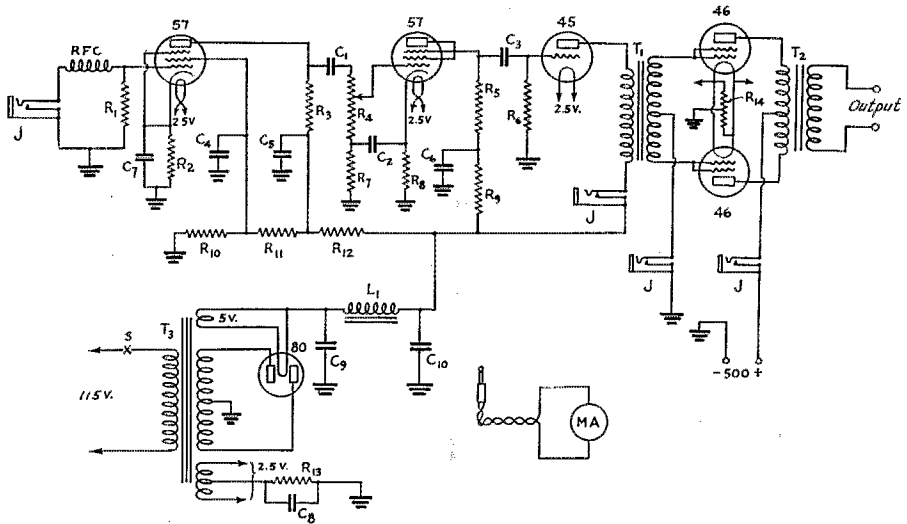 57
57
45
46
RFC
C₁
C₃
T₁
T₂
R₁
2.5V
R₃
R₄
2.5V.
R₅
R₆
2.5V.
R₁₄
Output
J
C₇
R₂
C₄
C₅
C₂
R₇
R₈
C₆
R₉
46
J
R₁₀
R₁₁
R₁₂
J
J
T₃
5V.
L₁
S
80
C₉
C₁₀
-500+
115V.
MA
2.5V.
R₁₃
C₈